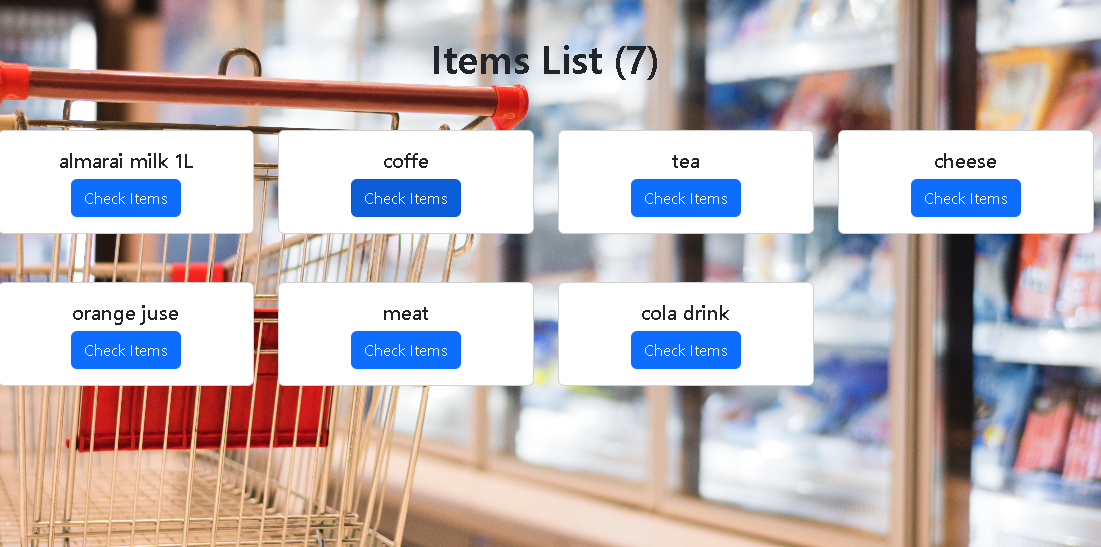 Items List (7)
almarai milk 1L
Check Items
coffe
Check Items
tea
Check Items
cheese
Check Items
orange juse
Check Items
meat
Check Items
cola drink
Check Items